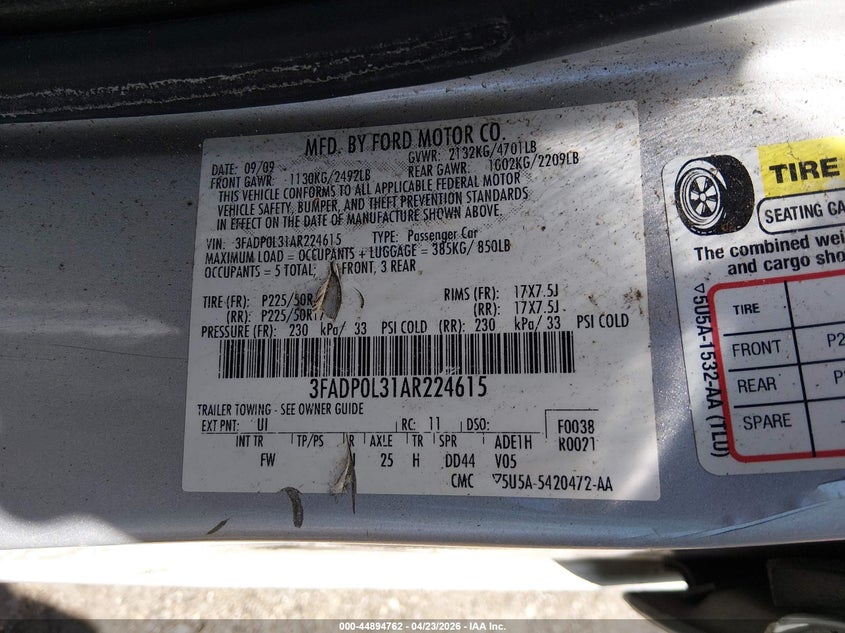 MFD. BY FORD MOTOR CO.
DATE: 09/09
GVWR: 2132KG/4701LB
FRONT GAWR: 1130KG/2492LB
REAR GAWR: 1002KG/2209LB
THIS VEHICLE CONFORMS TO ALL APPLICABLE FEDERAL MOTOR
VEHICLE SAFETY, BUMPER, AND THEFT PREVENTION STANDARDS
IN EFFECT ON THE DATE OF MANUFACTURE SHOWN ABOVE.
VIN: 3FADP0L31AR224615 TYPE: Passenger Car
MAXIMUM LOAD = OCCUPANTS + LUGGAGE = 385KG/ 850LB
OCCUPANTS = 5 TOTAL, FRONT, 3 REAR
TIRE (FR): P225/50R RIMS (FR): 17X7.5J
(RR): P225/50R17 (RR): 17X7.5J
PRESSURE (FR): 230 kPa/ 33 PSI COLD (RR): 230 kPa/ 33 PSI COLD
3FADP0L31AR224615
TRAILER TOWING - SEE OWNER GUIDE
EXT PNT: UI RC: 11 DSO: F0038
R0021
INT TR TP/PS R AXLE TR SPR ADE1H
FW 25 H DD44 V05
CMC ▽5U5A-5420472-AA
TIRE
SEATING CA
The combined wei
and cargo sho
▽5U5A-1532-AA (TLU)
TIRE
FRONT P2
REAR P2
SPARE
000-44894762 - 04/23/2026 - IAA Inc.